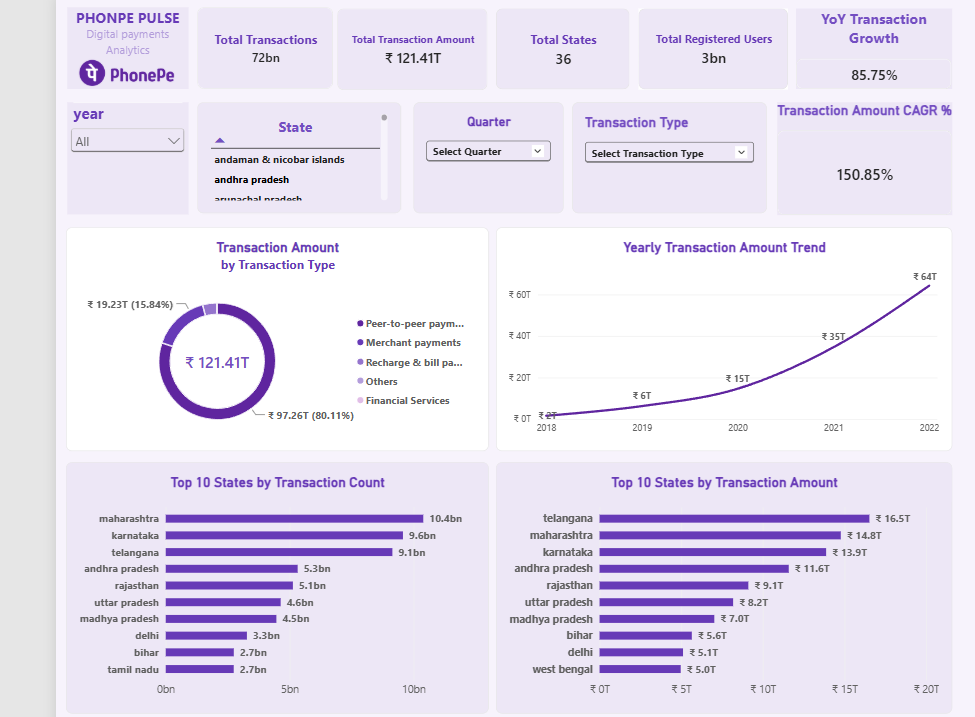 PHONPE PULSE
Digital payments
Analytics
पे PhonePe
Total Transactions
72bn
Total Transaction Amount
₹ 121.41T
Total States
36
Total Registered Users
3bn
YoY Transaction
Growth
85.75%
year
All
State
andaman & nicobar islands
andhra pradesh
arunachal pradesh
Quarter
Select Quarter
Transaction Type
Select Transaction Type
Transaction Amount CAGR %
150.85%
Transaction Amount
by Transaction Type
₹ 19.23T (15.84%)
₹ 121.41T
₹ 97.26T (80.11%)
Peer-to-peer paym...
Merchant payments
Recharge & bill pa...
Others
Financial Services
Yearly Transaction Amount Trend
₹ 60T
₹ 40T
₹ 20T
₹ 0T
₹ 2T
₹ 6T
₹ 15T
₹ 35T
₹ 64T
2018 2019 2020 2021 2022
Top 10 States by Transaction Count
maharashtra 10.4bn
karnataka 9.6bn
telangana 9.1bn
andhra pradesh 5.3bn
rajasthan 5.1bn
uttar pradesh 4.6bn
madhya pradesh 4.5bn
delhi 3.3bn
bihar 2.7bn
tamil nadu 2.7bn
0bn 5bn 10bn
Top 10 States by Transaction Amount
telangana ₹ 16.5T
maharashtra ₹ 14.8T
karnataka ₹ 13.9T
andhra pradesh ₹ 11.6T
rajasthan ₹ 9.1T
uttar pradesh ₹ 8.2T
madhya pradesh ₹ 7.0T
bihar ₹ 5.6T
delhi ₹ 5.1T
west bengal ₹ 5.0T
₹ 0T ₹ 5T ₹ 10T ₹ 15T ₹ 20T